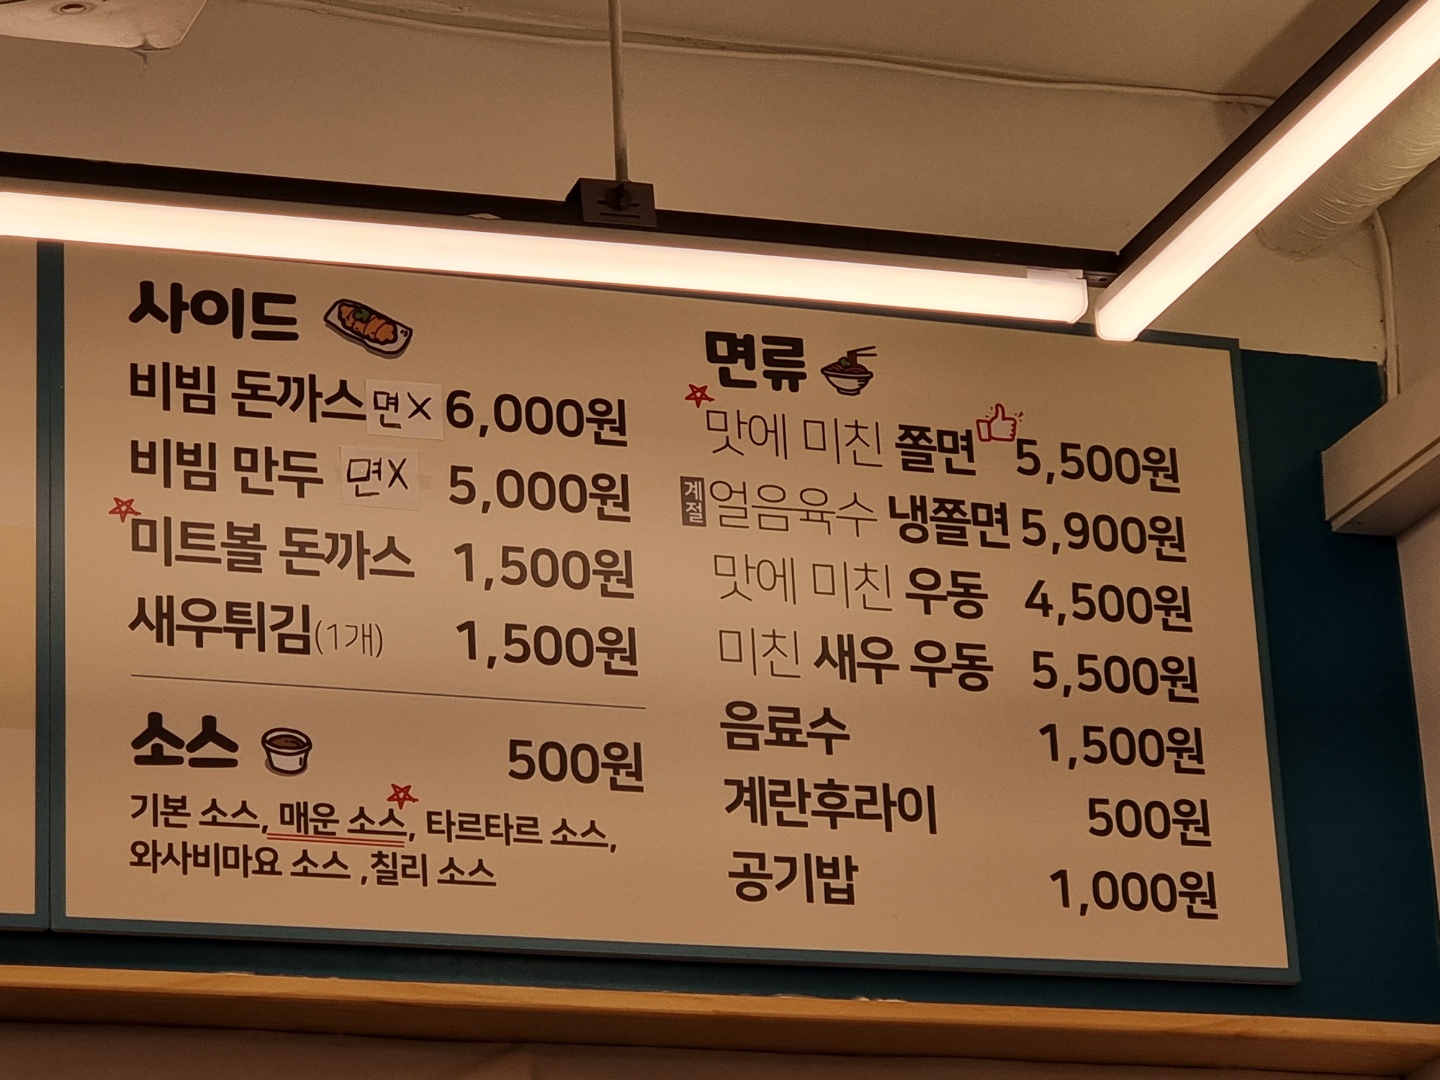 사이드
비빔 돈까스 면X 6,000원
비빔 만두 면X 5,000원
미트볼 돈까스 1,500원
새우튀김(1개) 1,500원
소스 500원
기본 소스, 매운 소스, 타르타르 소스,
와사비마요 소스 ,칠리 소스
면류
맛에 미친 쫄면 5,500원
계절 얼음육수 냉쫄면 5,900원
맛에 미친 우동 4,500원
미친 새우 우동 5,500원
음료수 1,500원
계란후라이 500원
공기밥 1,000원